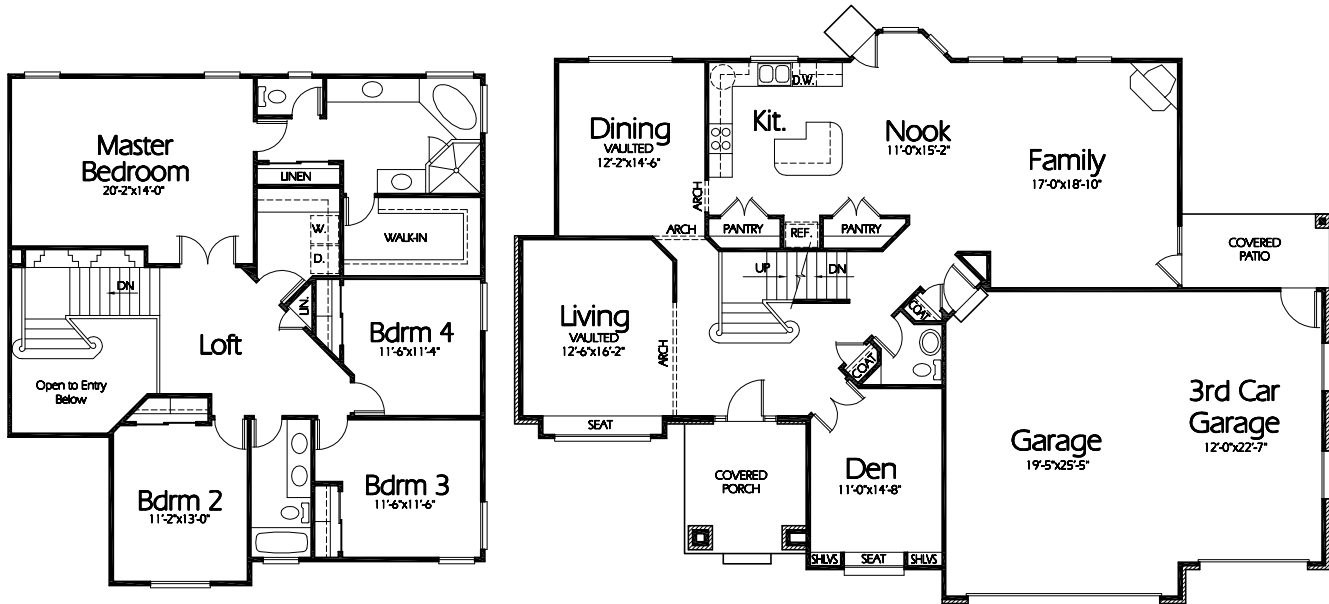 Master
Bedroom
20'-2"x14'-0"
LINEN
W.
D.
WALK-IN
DN
LIN.
Loft
Bdrm 4
11'-6"x11'-4"
Open to Entry
Below
Bdrm 2
11'-2"x13'-0"
Bdrm 3
11'-6"x11'-6"
Dining
VAULTED
12'-2"x14'-6"
D.W.
Kit.
Nook
11'-0"x15'-2"
Family
17'-0"x18'-10"
ARCH
ARCH
PANTRY
REF.
PANTRY
COVERED
PATIO
UP
DN
Living
VAULTED
12'-6"x16'-2"
ARCH
COAT
COAT
SEAT
COVERED
PORCH
Den
11'-0"x14'-8"
SHLVS
SEAT
SHLVS
Garage
19'-5"x25'-5"
3rd Car
Garage
12'-0"x22'-7"